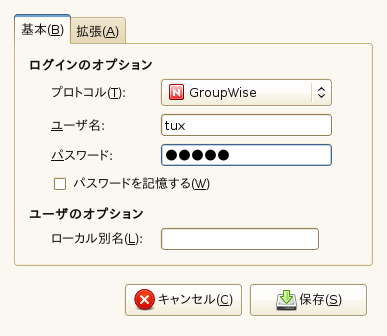 基本(B) 拡張(A)
ログインのオプション
プロトコル(T): GroupWise
ユーザ名: tux
パスワード: ●●●●●
パスワードを記憶する(W)
ユーザのオプション
ローカル別名(L):
キャンセル(C) 保存(S)